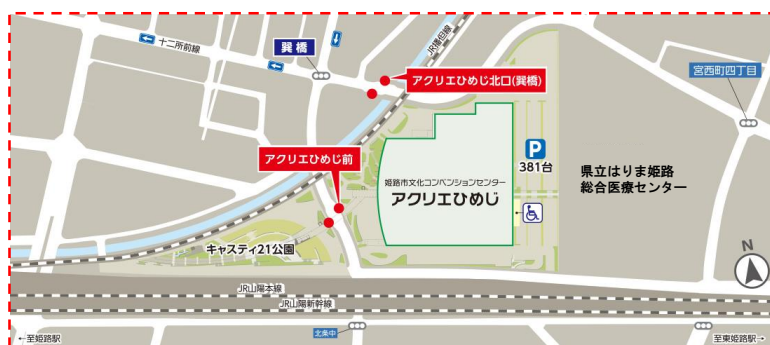 十二所前線
巽橋
JR播但線
アクリエひめじ北口(巽橋)
宮西町四丁目
アクリエひめじ前
P
381台
姫路市文化コンベンションセンター
アクリエひめじ
県立はりま姫路
総合医療センター
キャスティ21公園
N
JR山陽本線
JR山陽新幹線
北条中
←至姫路駅
至東姫路駅→